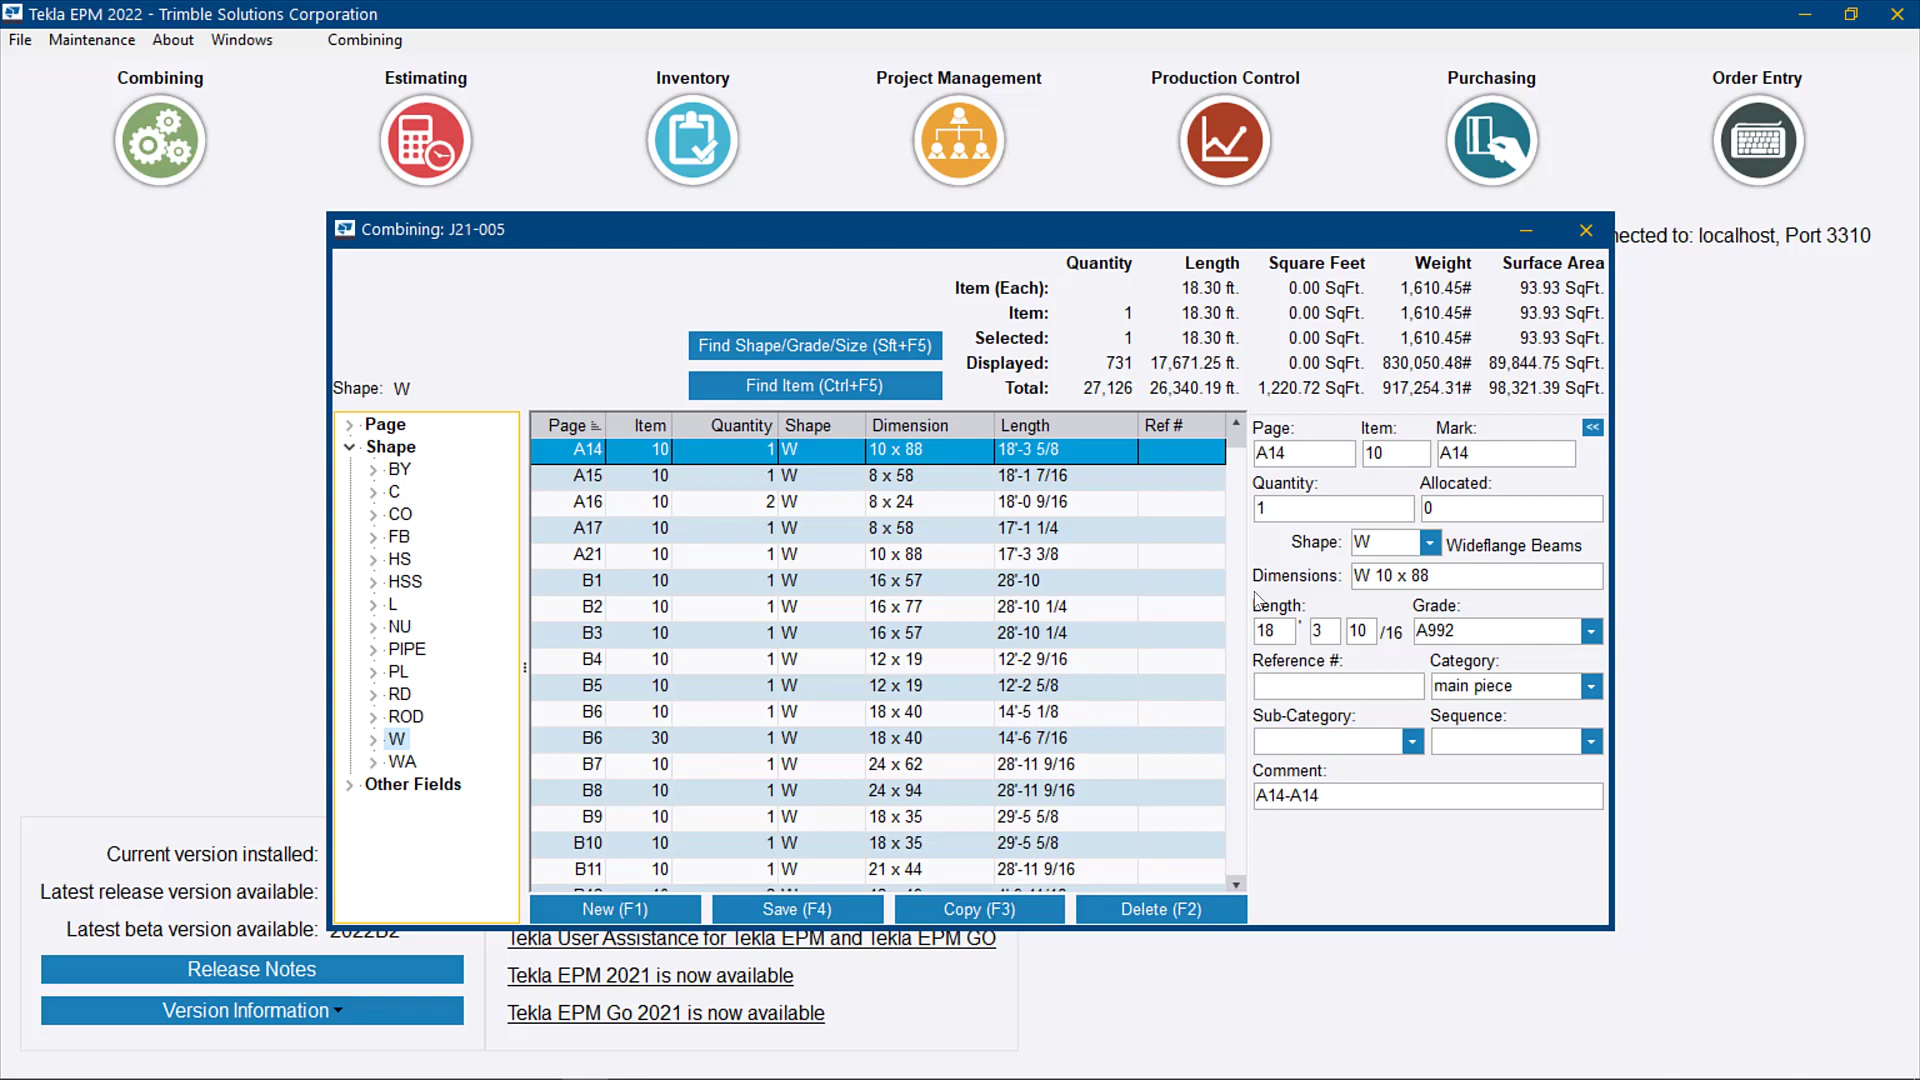 Tekla EPM 2022 - Trimble Solutions Corporation
File Maintenance About Windows Combining
Combining Estimating Inventory Project Management Production Control Purchasing Order Entry
Combining: J21-005
nected to: localhost, Port 3310
Quantity Length Square Feet Weight Surface Area
Item (Each): 18.30 ft. 0.00 SqFt. 1,610.45# 93.93 SqFt.
Item: 1 18.30 ft. 0.00 SqFt. 1,610.45# 93.93 SqFt.
Selected: 1 18.30 ft. 0.00 SqFt. 1,610.45# 93.93 SqFt.
Displayed: 731 17,671.25 ft. 0.00 SqFt. 830,050.48# 89,844.75 SqFt.
Total: 27,126 26,340.19 ft. 1,220.72 SqFt. 917,254.31# 98,321.39 SqFt.
Find Shape/Grade/Size (Sft+F5)
Find Item (Ctrl+F5)
Shape: W
Page
Shape
BY
C
CO
FB
HS
HSS
L
NU
PIPE
PL
RD
ROD
W
WA
Other Fields
Page Item Quantity Shape Dimension Length Ref #
A14 10 1 W 10 x 88 18'-3 5/8
A15 10 1 W 8 x 58 18'-1 7/16
A16 10 2 W 8 x 24 18'-0 9/16
A17 10 1 W 8 x 58 17'-1 1/4
A21 10 1 W 10 x 88 17'-3 3/8
B1 10 1 W 16 x 57 28'-10
B2 10 1 W 16 x 77 28'-10 1/4
B3 10 1 W 16 x 57 28'-10 1/4
B4 10 1 W 12 x 19 12'-2 9/16
B5 10 1 W 12 x 19 12'-2 5/8
B6 10 1 W 18 x 40 14'-5 1/8
B6 30 1 W 18 x 40 14'-6 7/16
B7 10 1 W 24 x 62 28'-11 9/16
B8 10 1 W 24 x 94 28'-11 9/16
B9 10 1 W 18 x 35 29'-5 5/8
B10 10 1 W 18 x 35 29'-5 5/8
B11 10 1 W 21 x 44 28'-11 9/16
New (F1) Save (F4) Copy (F3) Delete (F2)
Page: Item: Mark: <<
A14 10 A14
Quantity: Allocated:
1 0
Shape: W Wideflange Beams
Dimensions: W 10 x 88
Length: Grade:
18 ' 3 10 /16 A992
Reference #: Category:
main piece
Sub-Category: Sequence:
Comment:
A14-A14
Current version installed:
Latest release version available:
Latest beta version available: 2022B2
Release Notes
Version Information
Tekla User Assistance for Tekla EPM and Tekla EPM GO
Tekla EPM 2021 is now available
Tekla EPM Go 2021 is now available